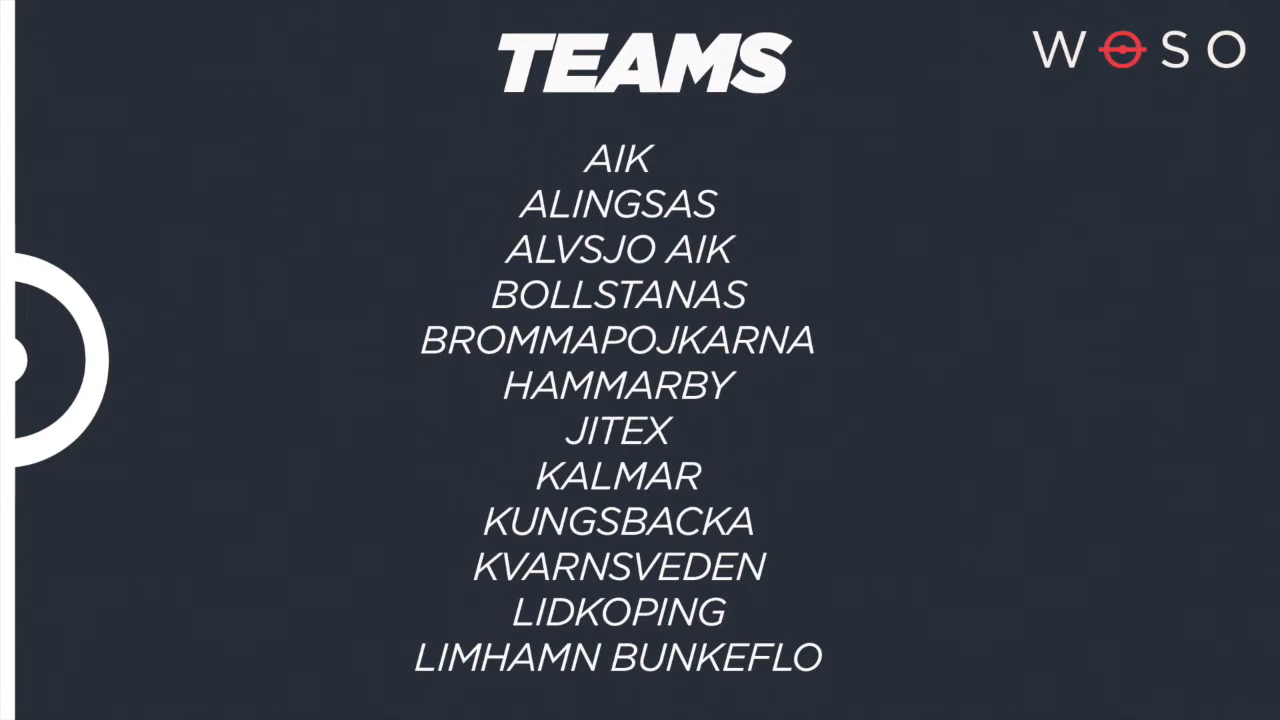 TEAMS
WOSO
AIK
ALINGSAS
ALVSJO AIK
BOLLSTANAS
BROMMAPOJKARNA
HAMMARBY
JITEX
KALMAR
KUNGSBACKA
KVARNSVEDEN
LIDKOPING
LIMHAMN BUNKEFLO